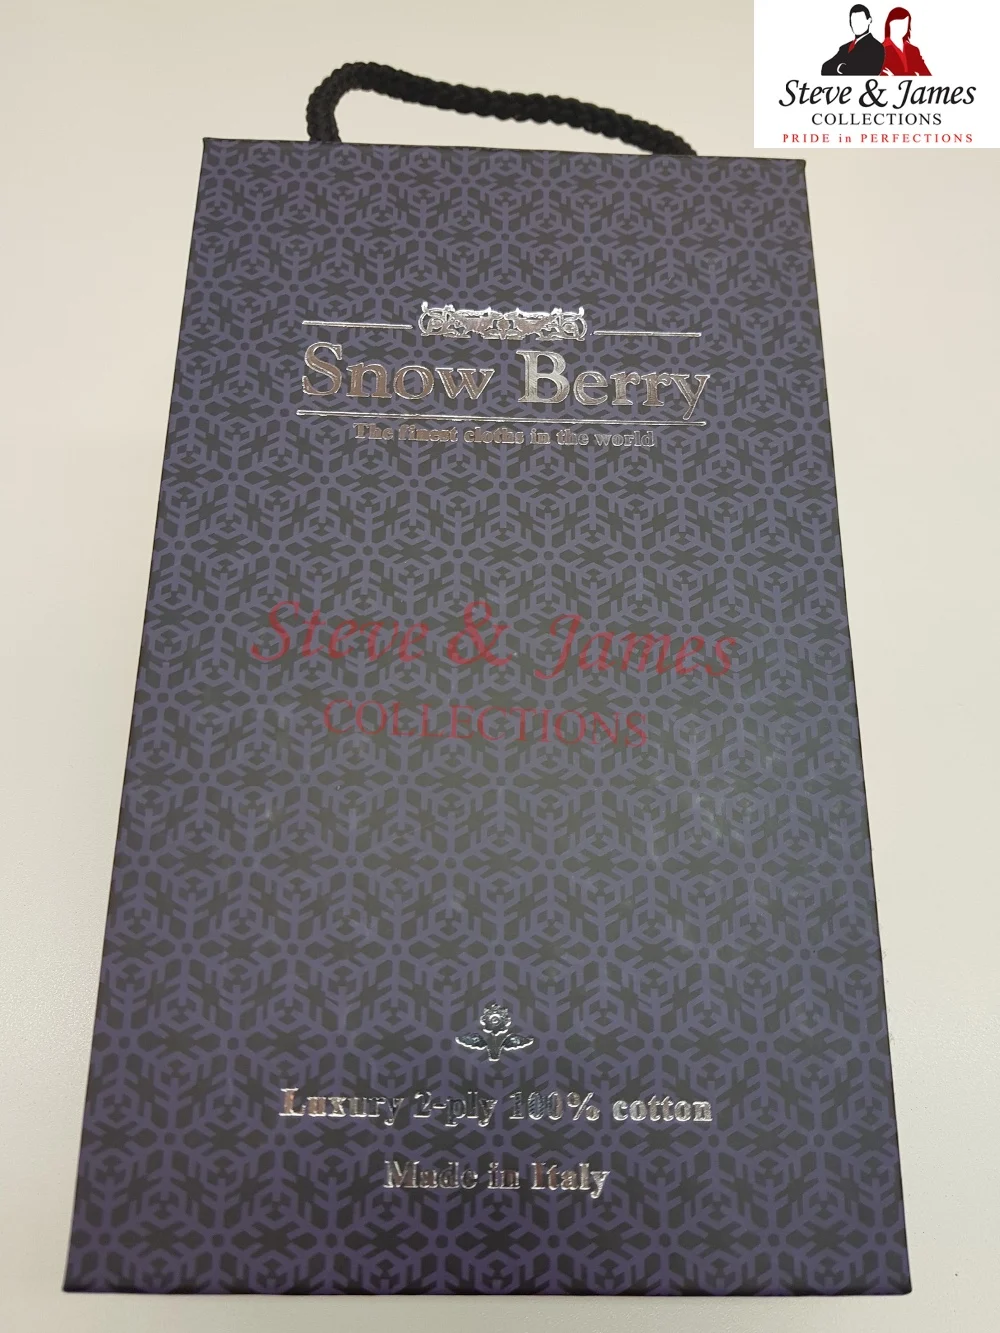 Steve & James
COLLECTIONS
PRIDE in PERFECTIONS
Snow Berry
The finest cloths in the world
Steve & James
COLLECTIONS
Luxury 2-ply 100% cotton
Made in Italy